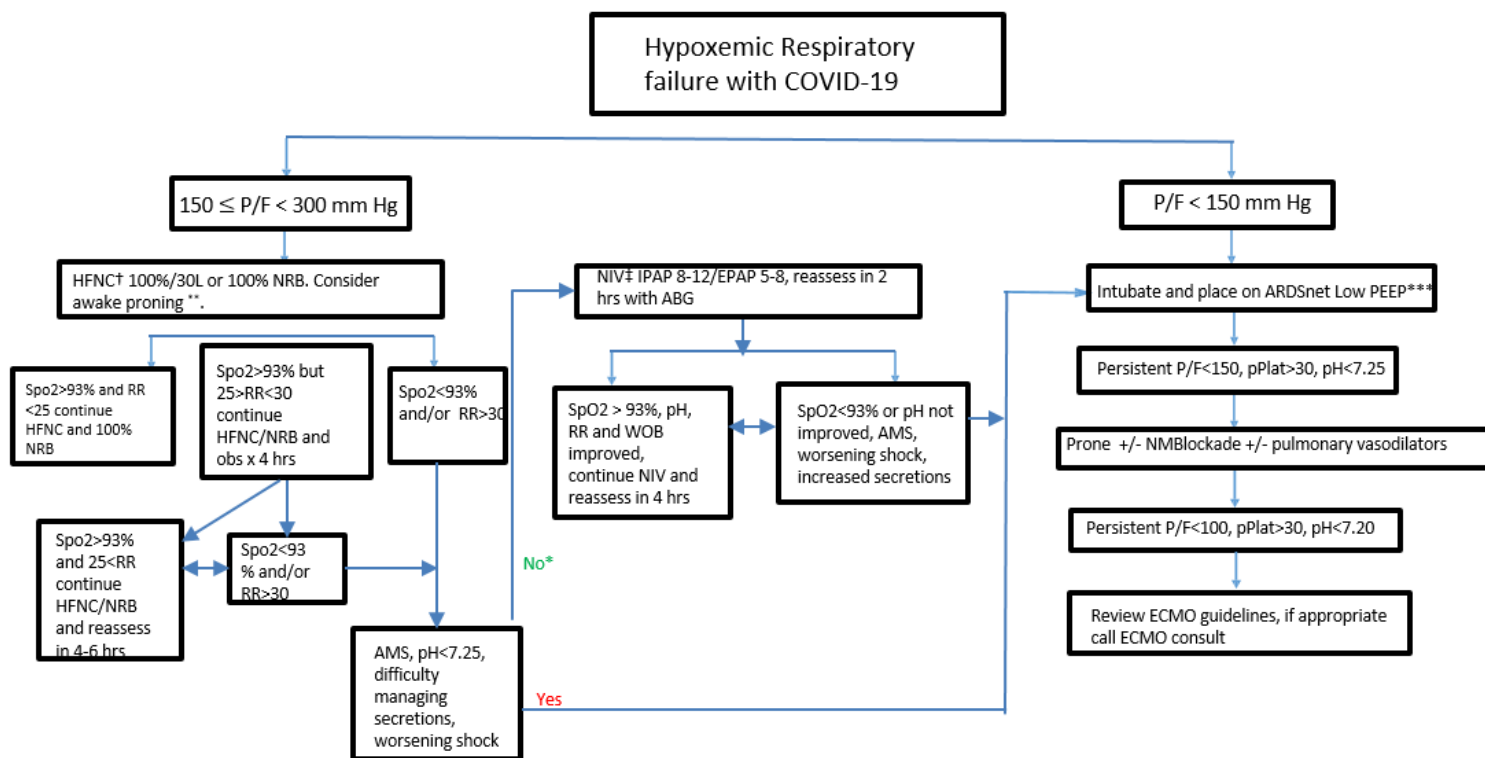 Hypoxemic Respiratory
failure with COVID-19
150 ≤ P/F < 300 mm Hg
P/F < 150 mm Hg
HFNC† 100%/30L or 100% NRB. Consider
awake proning **.
NIV‡ IPAP 8-12/EPAP 5-8, reassess in 2
hrs with ABG
Intubate and place on ARDSnet Low PEEP***
Spo2>93% and RR
<25 continue
HFNC and 100%
NRB
Spo2>93% but
25>RR<30
continue
HFNC/NRB and
obs x 4 hrs
Spo2<93%
and/or RR>30
SpO2 > 93%, pH,
RR and WOB
improved,
continue NIV and
reassess in 4 hrs
SpO2<93% or pH not
improved, AMS,
worsening shock,
increased secretions
Persistent P/F<150, pPlat>30, pH<7.25
Prone +/- NMBlockade +/- pulmonary vasodilators
Spo2>93%
and 25<RR
continue
HFNC/NRB
and reassess
in 4-6 hrs
Spo2<93
% and/or
RR>30
No*
Persistent P/F<100, pPlat>30, pH<7.20
Review ECMO guidelines, if appropriate
call ECMO consult
AMS, pH<7.25,
difficulty
managing
secretions,
worsening shock
Yes